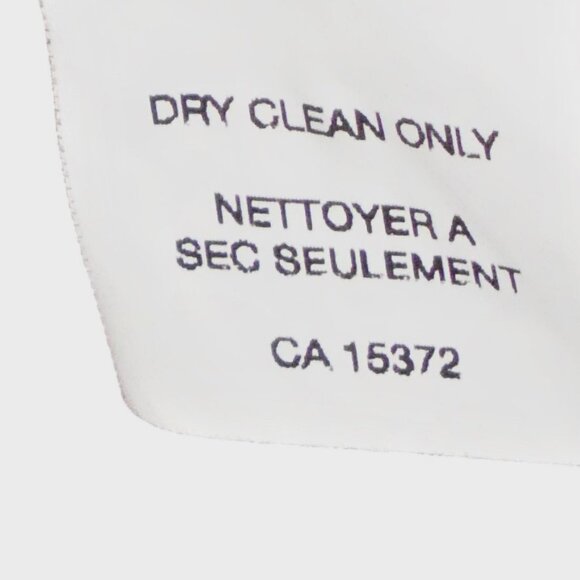 DRY CLEAN ONLY
NETTOYER A
SEC SEULEMENT
CA 15372